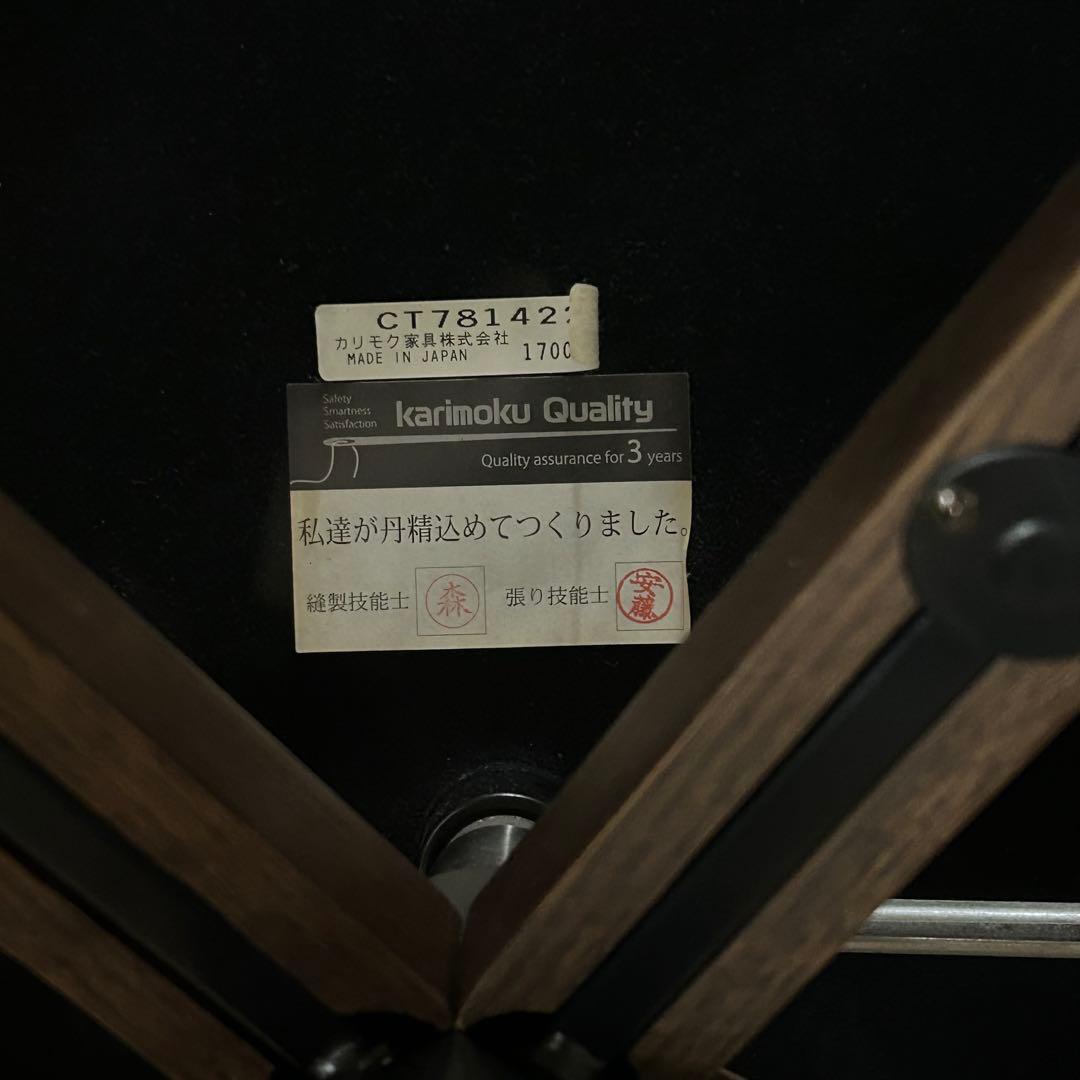 CT78142
カリモク家具株式会社
MADE IN JAPAN 1700
Safety
Smartness
Satisfaction
karimoku Quality
Quality assurance for 3 years
私達が丹精込めてつくりました。
縫製技能士 森 張り技能士 安藤